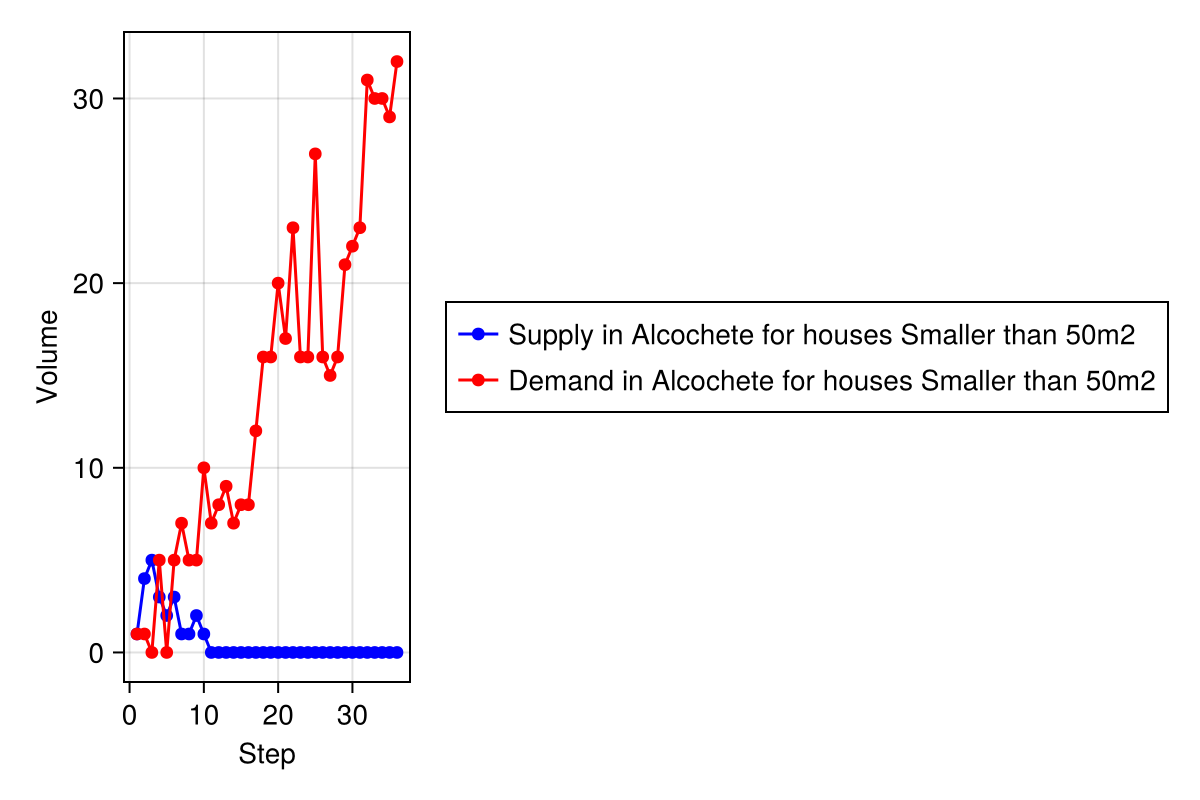 Volume
30
20
10
0
0 10 20 30
Step
Supply in Alcochete for houses Smaller than 50m2
Demand in Alcochete for houses Smaller than 50m2